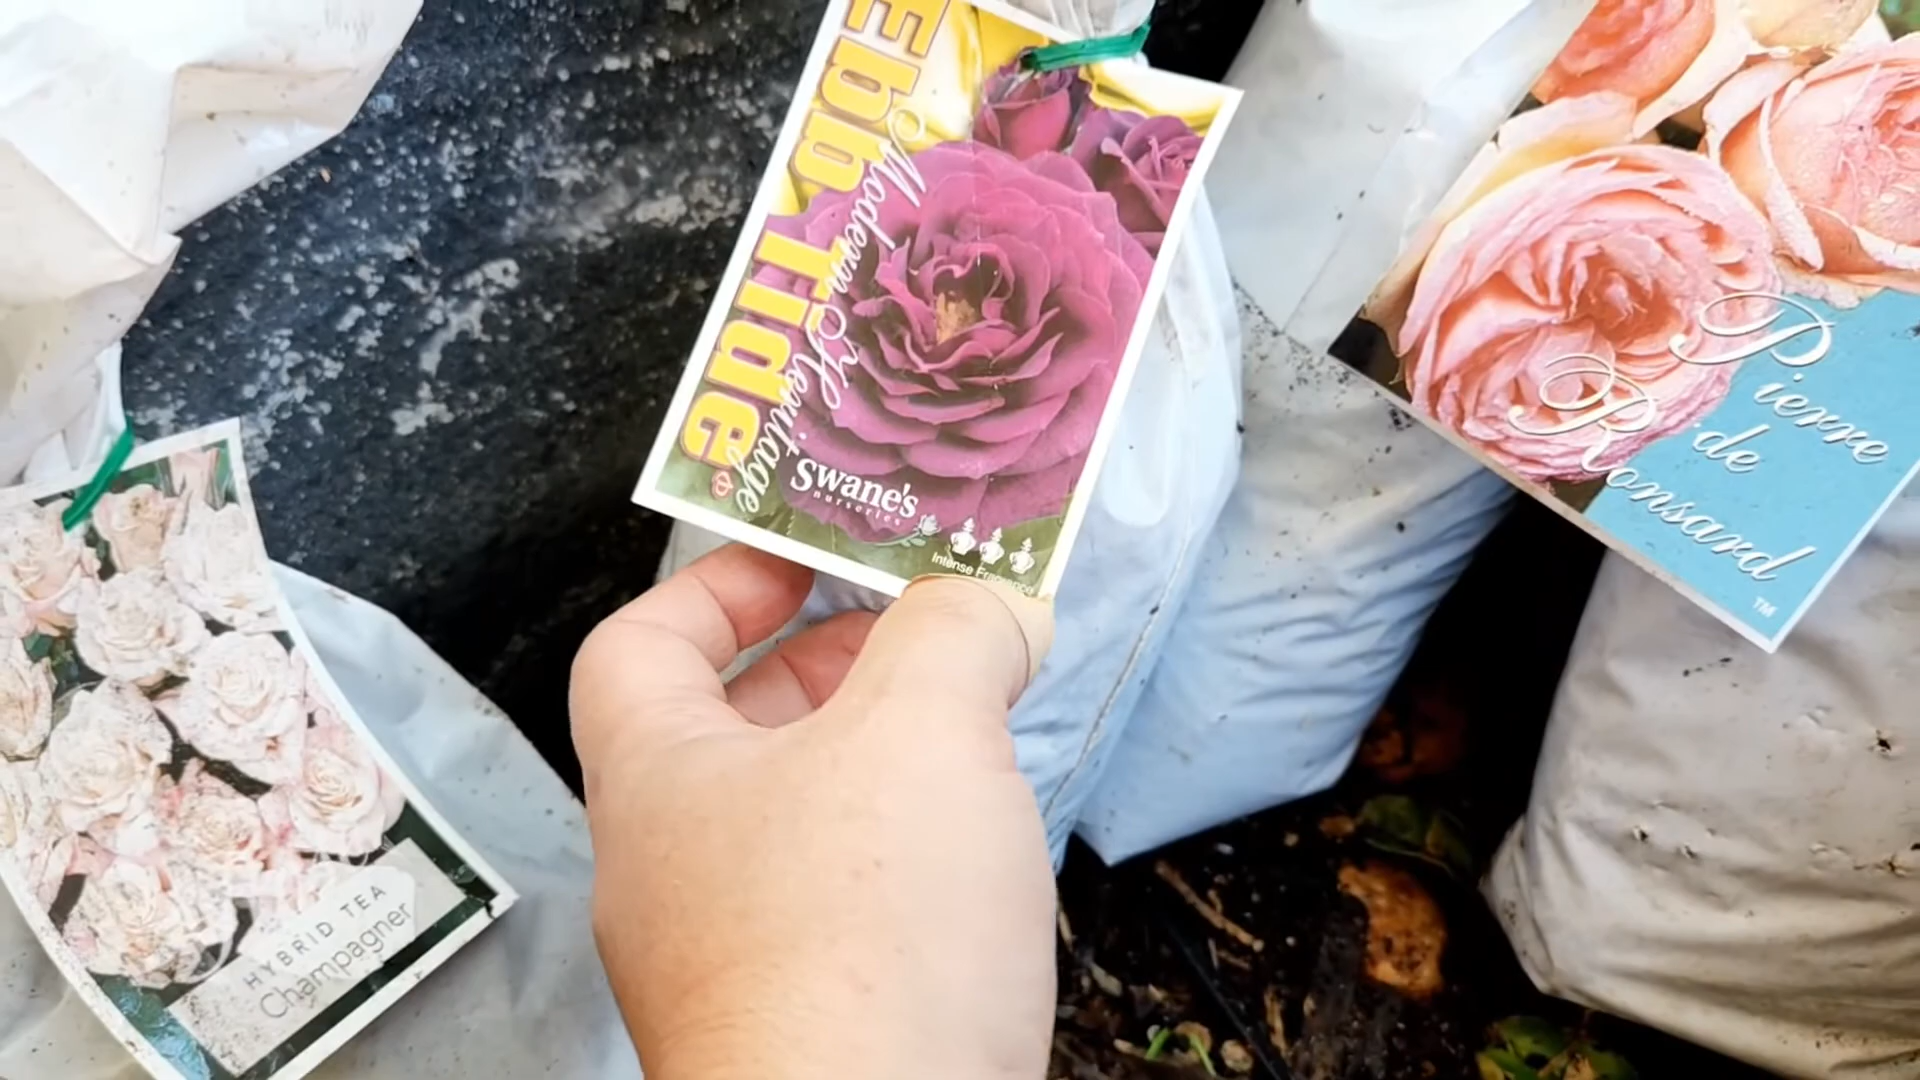 Ebb Tide
Modern Heritage
Swane's
nurseries
Intense Fragrance
Pierre
de
Ronsard
TM
HYBRID TEA
Champagner